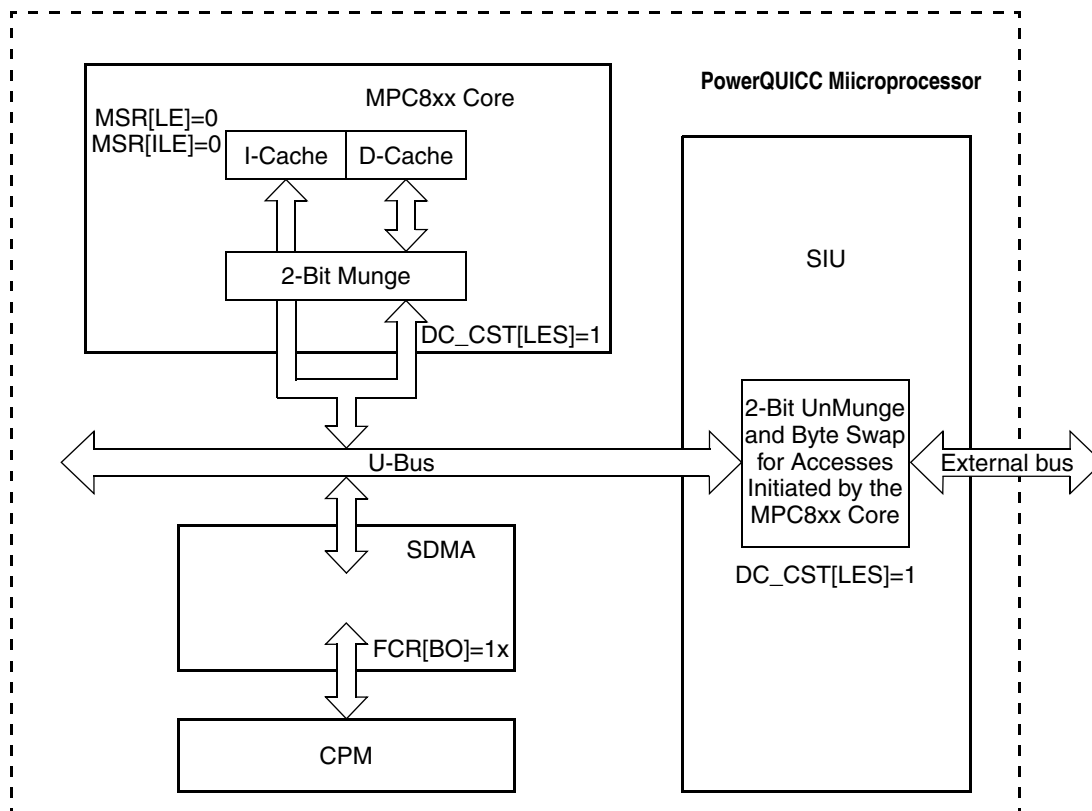 PowerQUICC Miicroprocessor
MPC8xx Core
MSR[LE]=0
MSR[ILE]=0
I-Cache
D-Cache
2-Bit Munge
DC_CST[LES]=1
SIU
2-Bit UnMunge
and Byte Swap
for Accesses
Initiated by the
MPC8xx Core
U-Bus
External bus
DC_CST[LES]=1
SDMA
FCR[BO]=1x
CPM